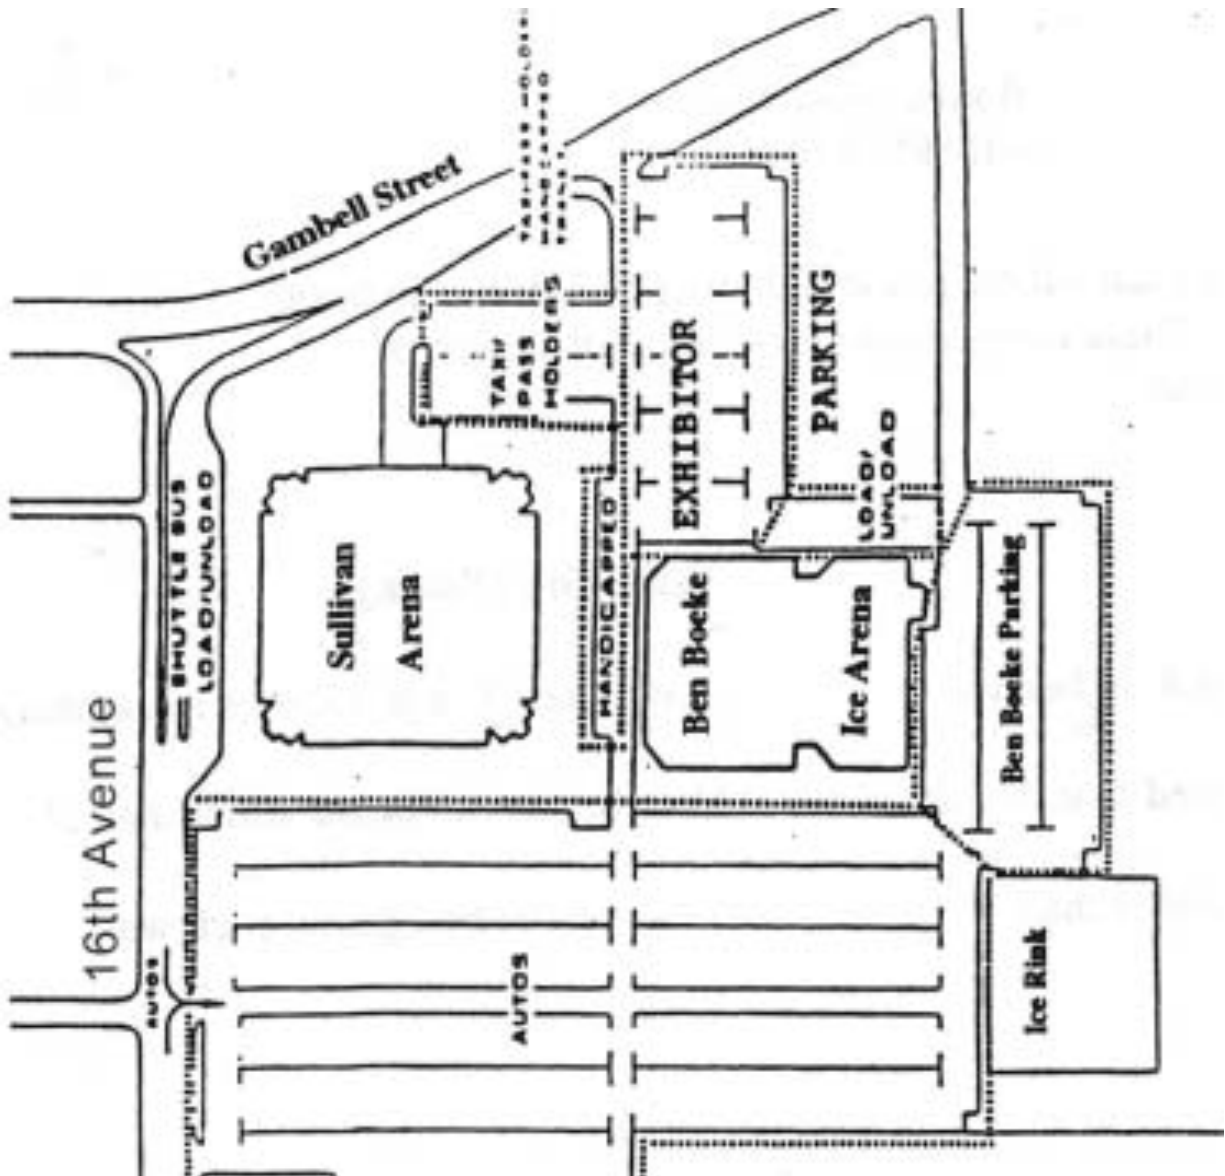 Gambell Street
TAXI/
PASS
HOLDERS
EXHIBITOR
PARKING
LOAD/
UNLOAD
SHUTTLE BUS
LOAD/UNLOAD
Sullivan
Arena
HANDICAPPED
Ben Boeke
Ice Arena
Ben Boeke Parking
16th Avenue
AUTOS
AUTOS
Ice Rink